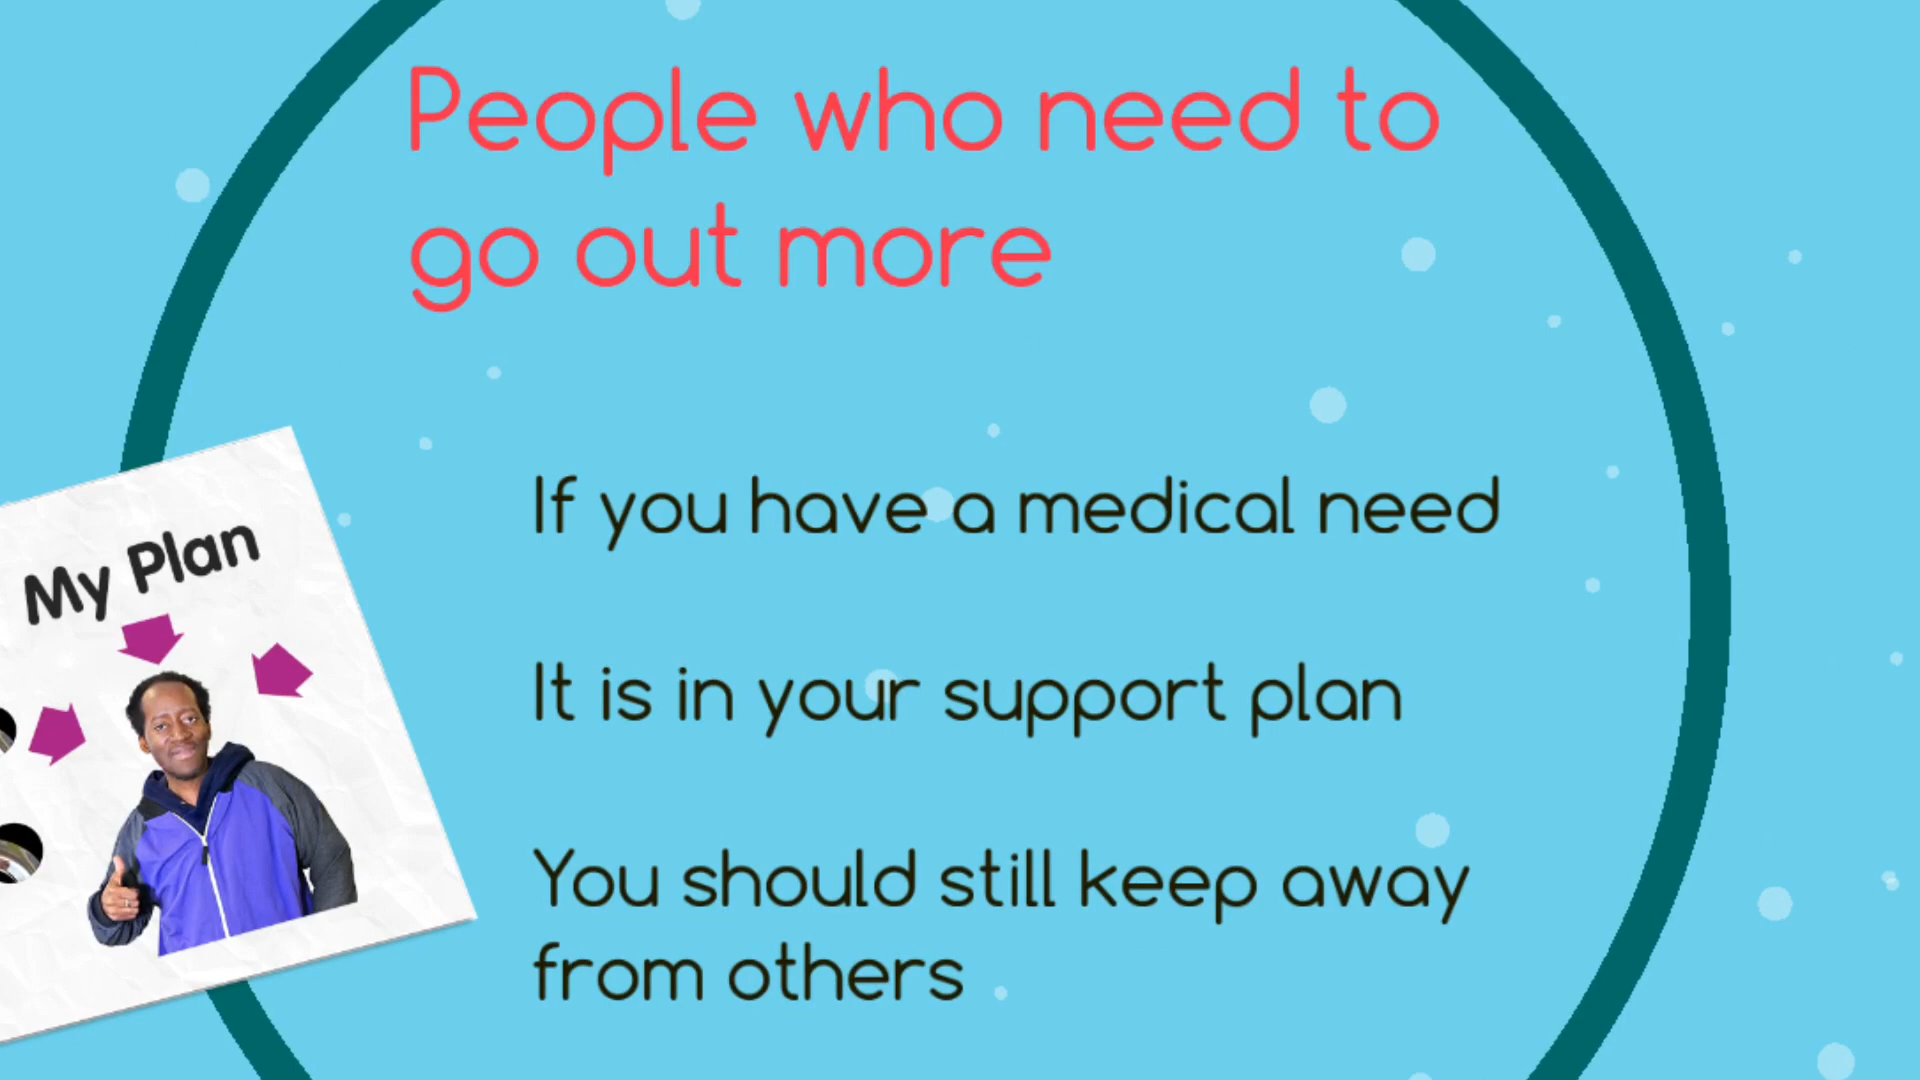 People who need to
go out more
If you have a medical need
It is in your support plan
You should still keep away
from others
My Plan